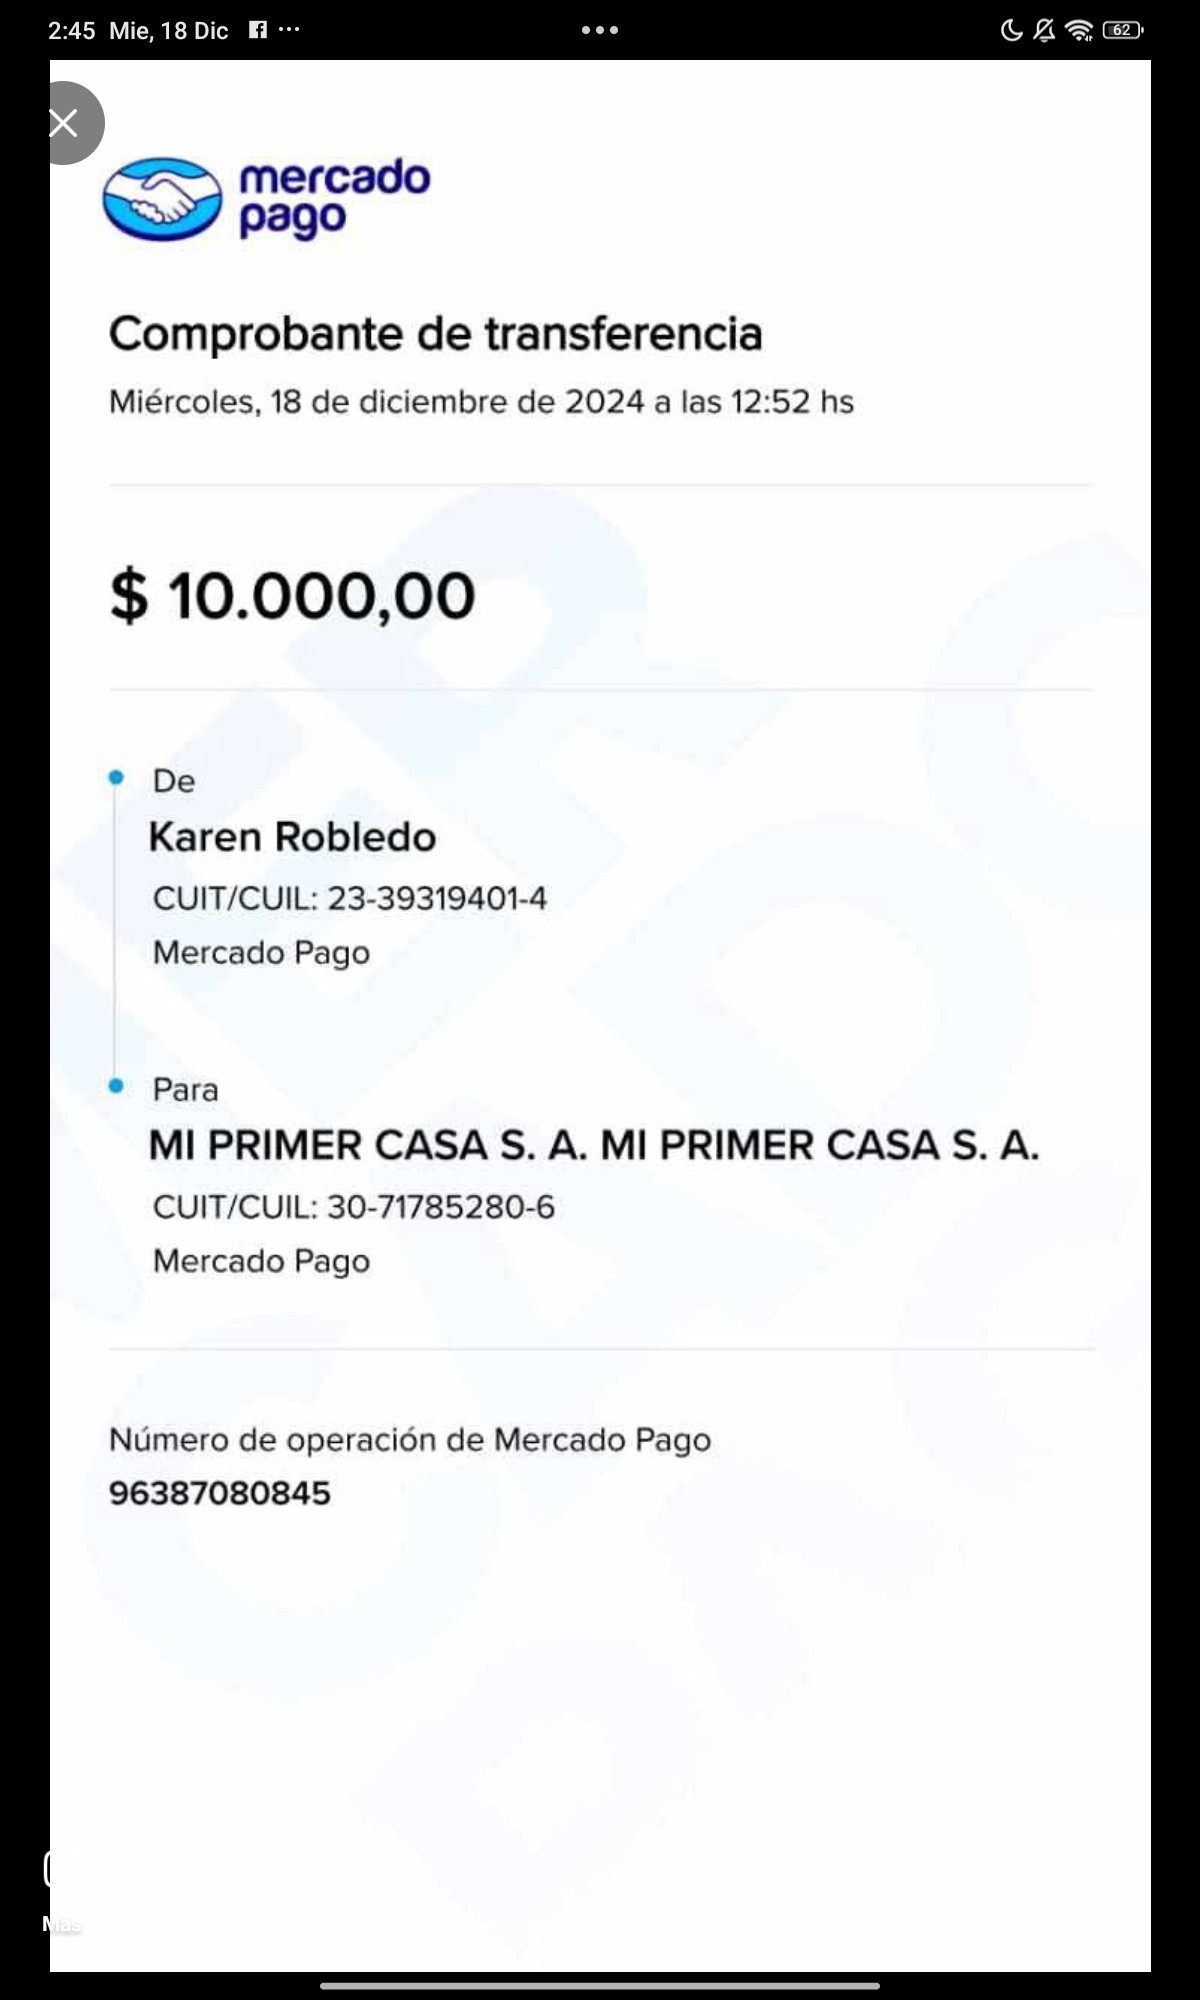 2:45 Mie, 18 Dic
62
mercado
pago
Comprobante de transferencia
Miércoles, 18 de diciembre de 2024 a las 12:52 hs
$ 10.000,00
De
Karen Robledo
CUIT/CUIL: 23-39319401-4
Mercado Pago
Para
MI PRIMER CASA S. A. MI PRIMER CASA S. A.
CUIT/CUIL: 30-71785280-6
Mercado Pago
Número de operación de Mercado Pago
96387080845
Más